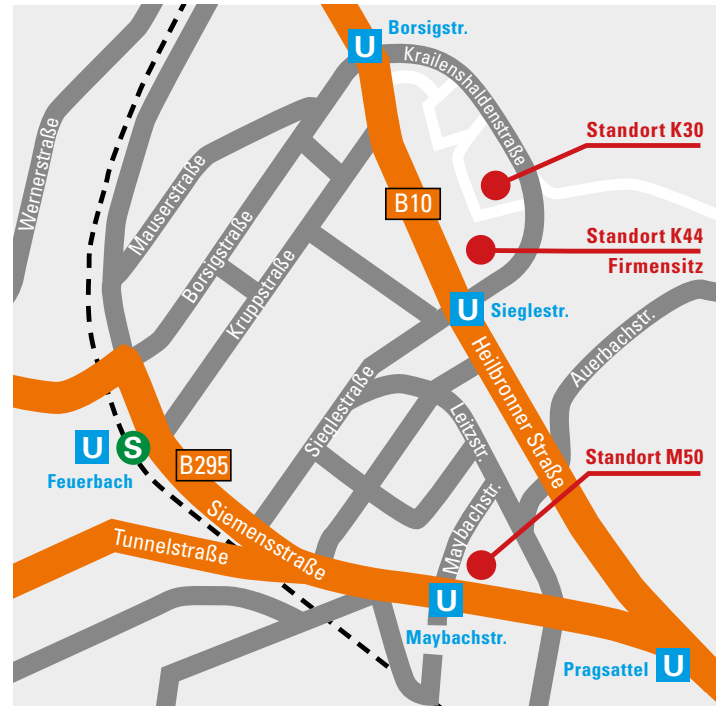 U
Borsigstr.
Krailenshaldenstraße
Standort K30
Wernerstraße
Mauserstraße
B10
Borsigstraße
Standort K44
Firmensitz
Kruppstraße
U
Sieglestr.
Heilbronner Straße
Auerbachstr.
Sieglestraße
Leitzstr.
U
S
Feuerbach
B295
Standort M50
Siemensstraße
Maybachstr.
Tunnelstraße
U
Maybachstr.
Pragsattel
U